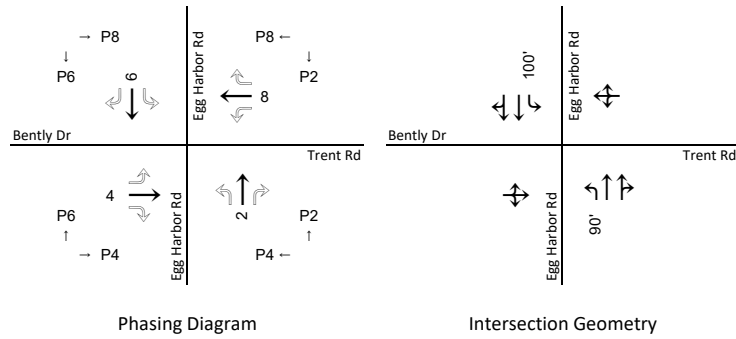 → P8
↓
P6
6
Egg Harbor Rd
P8 ←
↓
P2
8
Bently Dr
Trent Rd
4
P6
↑
→ P4
Egg Harbor Rd
2
P2
↑
P4 ←
Phasing Diagram
100'
Egg Harbor Rd
Bently Dr
Trent Rd
Egg Harbor Rd
90'
Intersection Geometry